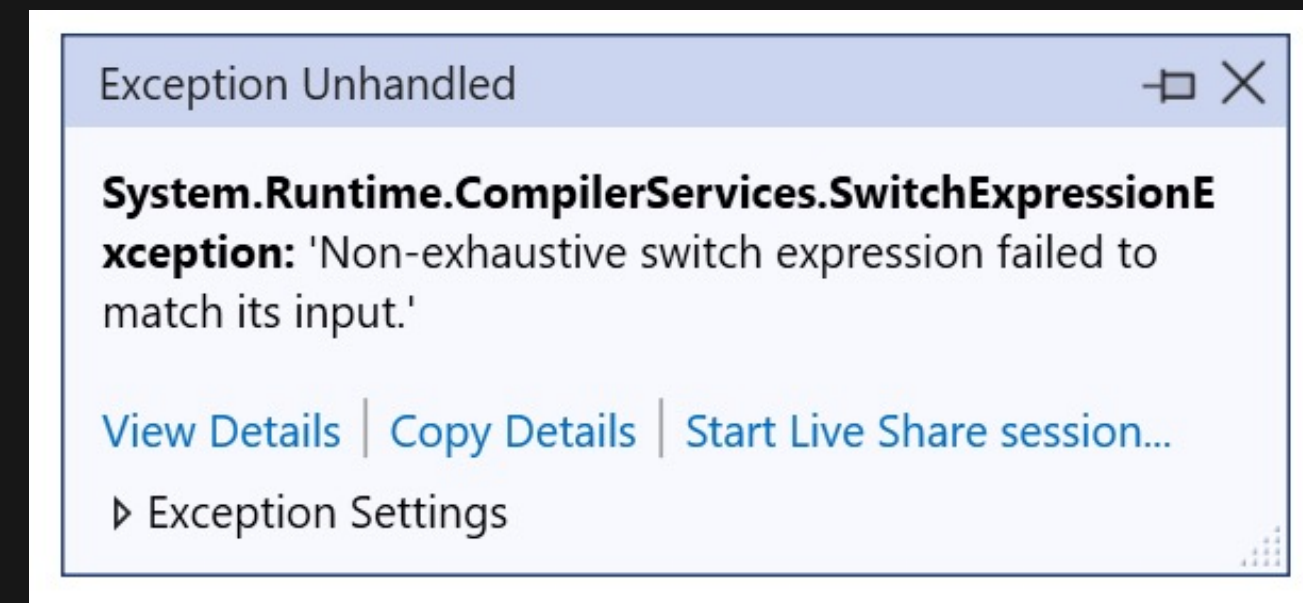 Exception Unhandled
System.Runtime.CompilerServices.SwitchExpressionE
xception: 'Non-exhaustive switch expression failed to
match its input.'
View Details | Copy Details | Start Live Share session...
Exception Settings